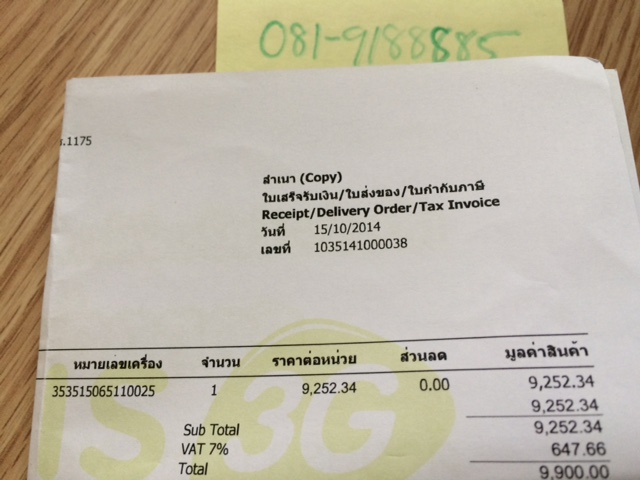 081-9188885
.1175
สำเนา (Copy)
ใบเสร็จรับเงิน/ใบส่งของ/ใบกำกับภาษี
Receipt/Delivery Order/Tax Invoice
วันที่ 15/10/2014
เลขที่ 1035141000038
หมายเลขเครื่อง จำนวน ราคาต่อหน่วย ส่วนลด มูลค่าสินค้า
353515065110025 1 9,252.34 0.00 9,252.34
9,252.34
Sub Total 9,252.34
VAT 7% 647.66
Total 9,900.00
IS 3G